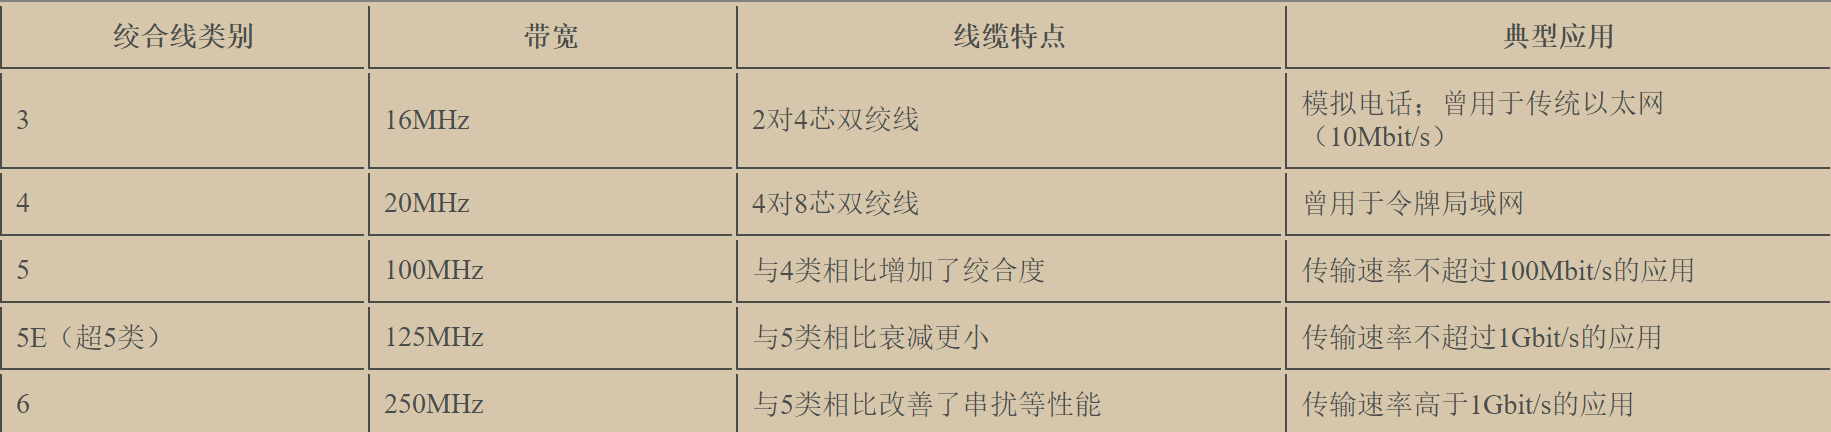 绞合线类别 带宽 线缆特点 典型应用
3 16MHz 2对4芯双绞线 模拟电话；曾用于传统以太网
（10Mbit/s）
4 20MHz 4对8芯双绞线 曾用于令牌局域网
5 100MHz 与4类相比增加了绞合度 传输速率不超过100Mbit/s的应用
5E（超5类） 125MHz 与5类相比衰减更小 传输速率不超过1Gbit/s的应用
6 250MHz 与5类相比改善了串扰等性能 传输速率高于1Gbit/s的应用